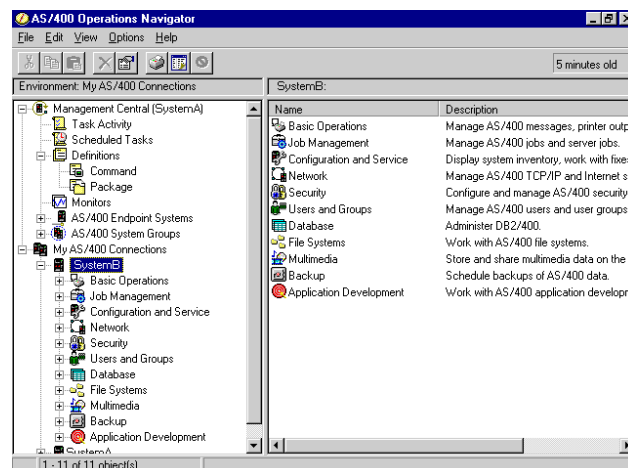 AS/400 Operations Navigator
File Edit View Options Help
5 minutes old
Environment: My AS/400 Connections
SystemB:
Management Central (SystemA)
Task Activity
Scheduled Tasks
Definitions
Command
Package
Monitors
AS/400 Endpoint Systems
AS/400 System Groups
My AS/400 Connections
SystemB
Basic Operations
Job Management
Configuration and Service
Network
Security
Users and Groups
Database
File Systems
Multimedia
Backup
Application Development
SystemA
Name Description
Basic Operations Manage AS/400 messages, printer outp
Job Management Manage AS/400 jobs and server jobs.
Configuration and Service Display system inventory, work with fixes
Network Manage AS/400 TCP/IP and Internet s
Security Configure and manage AS/400 security
Users and Groups Manage AS/400 users and user groups
Database Administer DB2/400.
File Systems Work with AS/400 file systems.
Multimedia Store and share multimedia data on the
Backup Schedule backups of AS/400 data.
Application Development Work with AS/400 application developm
1 - 11 of 11 object(s)